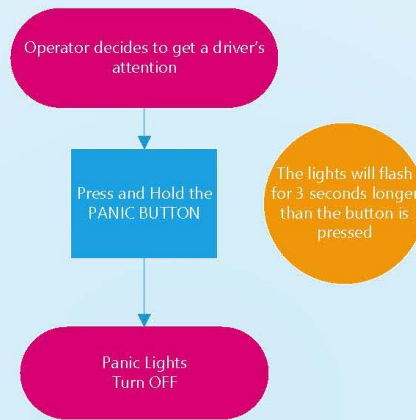 Operator decides to get a driver's
attention
Press and Hold the
PANIC BUTTON
The lights will flash
for 3 seconds longer
than the button is
pressed
Panic Lights
Turn OFF